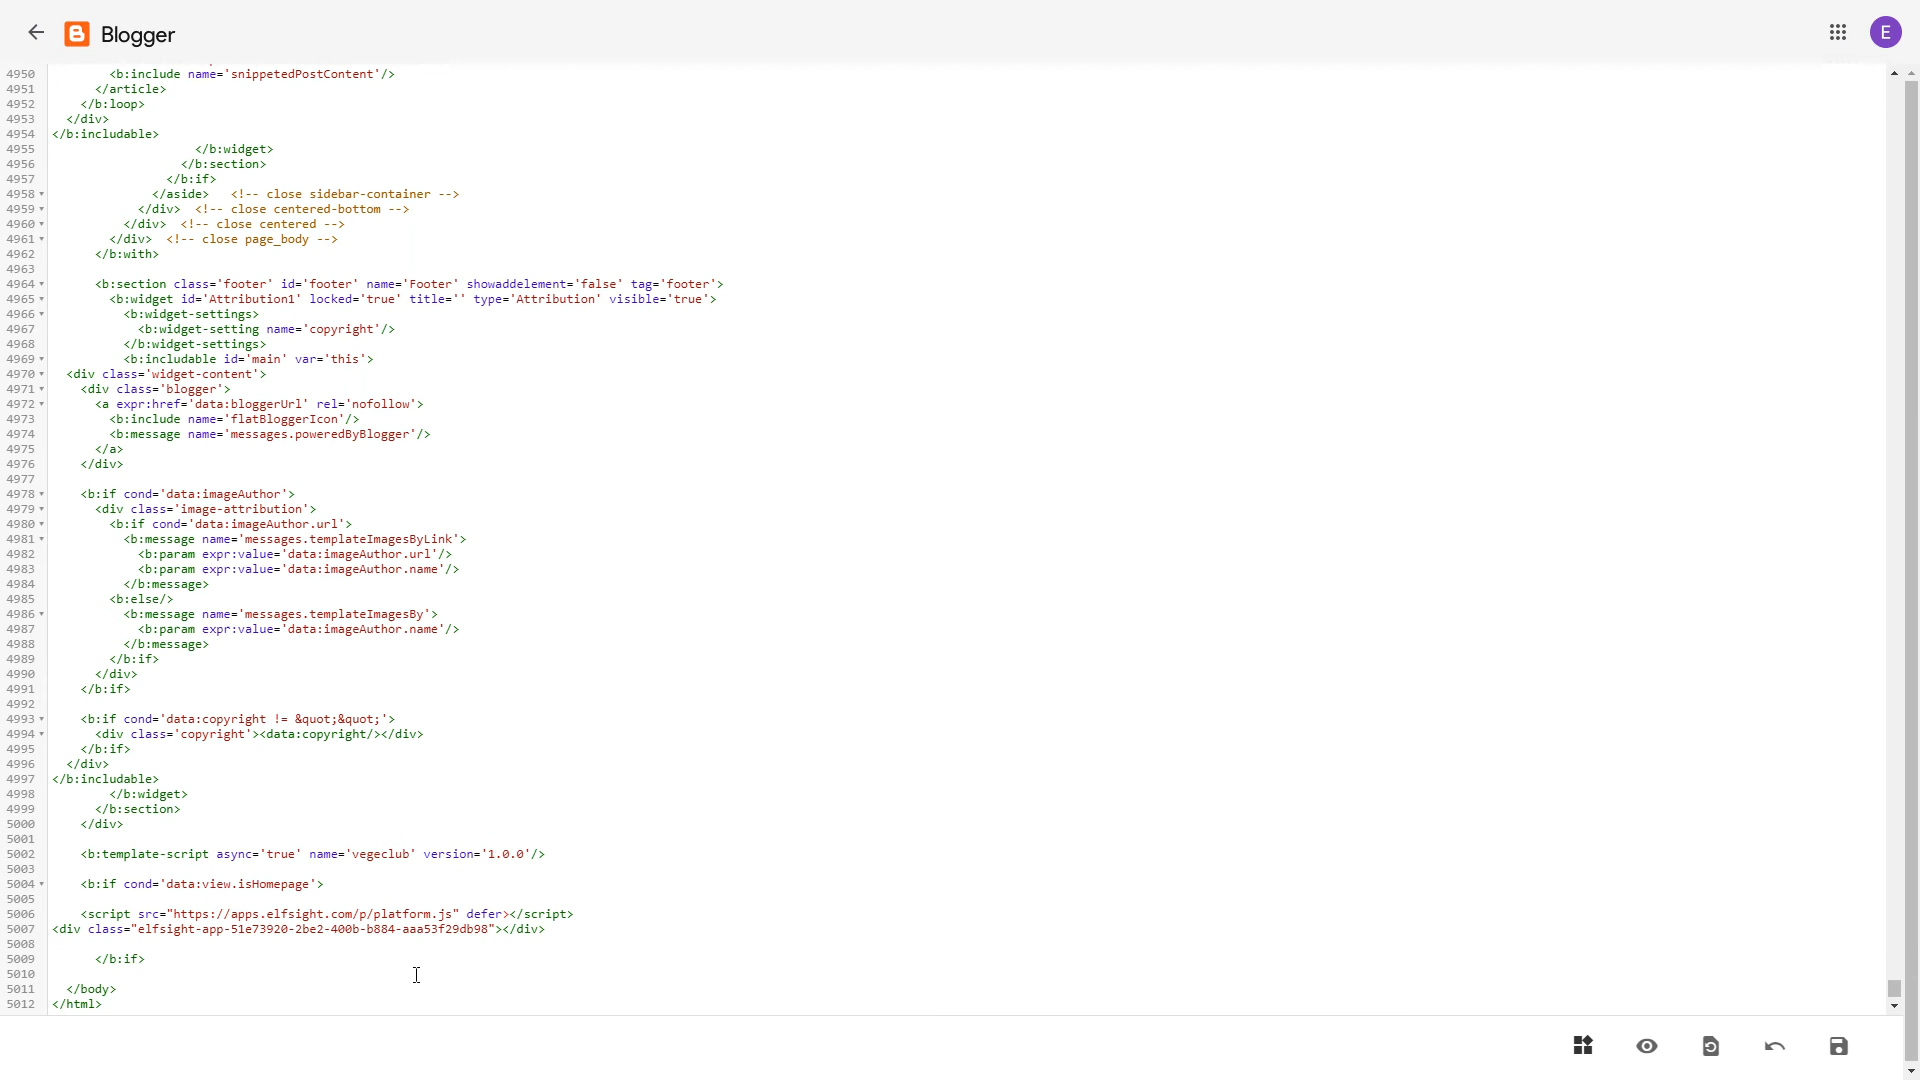 Blogger
E
4950 <b:include name='snippetedPostContent'/>
4951 </article>
4952 </b:loop>
4953 </div>
4954 </b:includable>
4955 </b:widget>
4956 </b:section>
4957 </b:if>
4958 </aside> <!-- close sidebar-container -->
4959 </div> <!-- close centered-bottom -->
4960 </div> <!-- close centered -->
4961 </div> <!-- close page_body -->
4962 </b:with>
4963
4964 <b:section class='footer' id='footer' name='Footer' showaddelement='false' tag='footer'>
4965 <b:widget id='Attribution1' locked='true' title='' type='Attribution' visible='true'>
4966 <b:widget-settings>
4967 <b:widget-setting name='copyright'/>
4968 </b:widget-settings>
4969 <b:includable id='main' var='this'>
4970 <div class='widget-content'>
4971 <div class='blogger'>
4972 <a expr:href='data:bloggerUrl' rel='nofollow'>
4973 <b:include name='flatBloggerIcon'/>
4974 <b:message name='messages.poweredByBlogger'/>
4975 </a>
4976 </div>
4977
4978 <b:if cond='data:imageAuthor'>
4979 <div class='image-attribution'>
4980 <b:if cond='data:imageAuthor.url'>
4981 <b:message name='messages.templateImagesByLink'>
4982 <b:param expr:value='data:imageAuthor.url'/>
4983 <b:param expr:value='data:imageAuthor.name'/>
4984 </b:message>
4985 <b:else/>
4986 <b:message name='messages.templateImagesBy'>
4987 <b:param expr:value='data:imageAuthor.name'/>
4988 </b:message>
4989 </b:if>
4990 </div>
4991 </b:if>
4992
4993 <b:if cond='data:copyright != &quot;&quot;'>
4994 <div class='copyright'><data:copyright/></div>
4995 </b:if>
4996 </div>
4997 </b:includable>
4998 </b:widget>
4999 </b:section>
5000 </div>
5001
5002 <b:template-script async='true' name='vegeclub' version='1.0.0'/>
5003
5004 <b:if cond='data:view.isHomepage'>
5005
5006 <script src="https://apps.elfsight.com/p/platform.js" defer></script>
5007 <div class="elfsight-app-51e73920-2be2-400b-b884-aaa53f29db98"></div>
5008
5009 </b:if>
5010
5011 </body>
5012 </html>